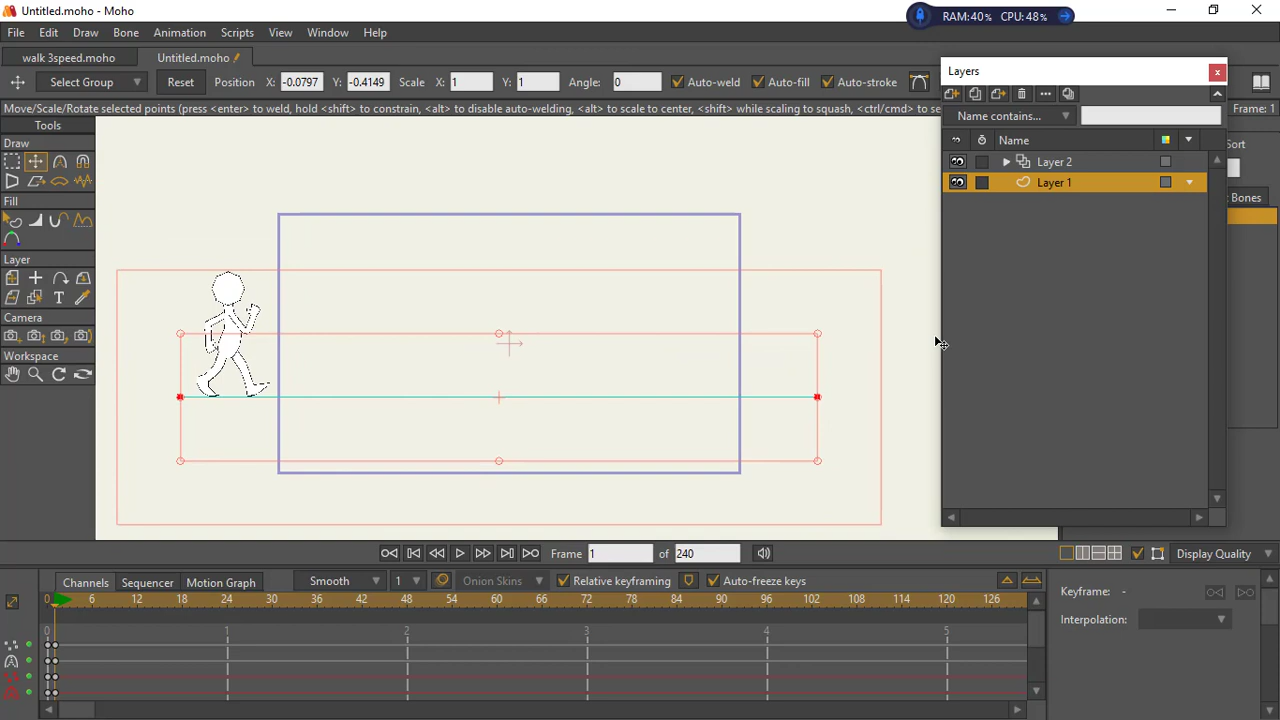 Untitled.moho - Moho
RAM:40% CPU:48%
File Edit Draw Bone Animation Scripts View Window Help
walk 3speed.moho Untitled.moho
Select Group Reset Position X: -0.0797 Y: -0.4149 Scale X: 1 Y: 1 Angle: 0 Auto-weld Auto-fill Auto-stroke
Move/Scale/Rotate selected points (press <enter> to weld, hold <shift> to constrain, <alt> to disable auto-welding, <alt> to scale to center, <shift> while scaling to squash, <ctrl/cmd> to se
Frame: 1
Layers
Name contains...
Name
Layer 2
Layer 1
Sort
Bones
Tools
Draw
Fill
Layer
Camera
Workspace
Frame 1 of 240
Display Quality
Channels Sequencer Motion Graph Smooth 1 Onion Skins Relative keyframing Auto-freeze keys
0 6 12 18 24 30 36 42 48 54 60 66 72 78 84 90 96 102 108 114 120 126
0 1 2 3 4 5
Keyframe: -
Interpolation: